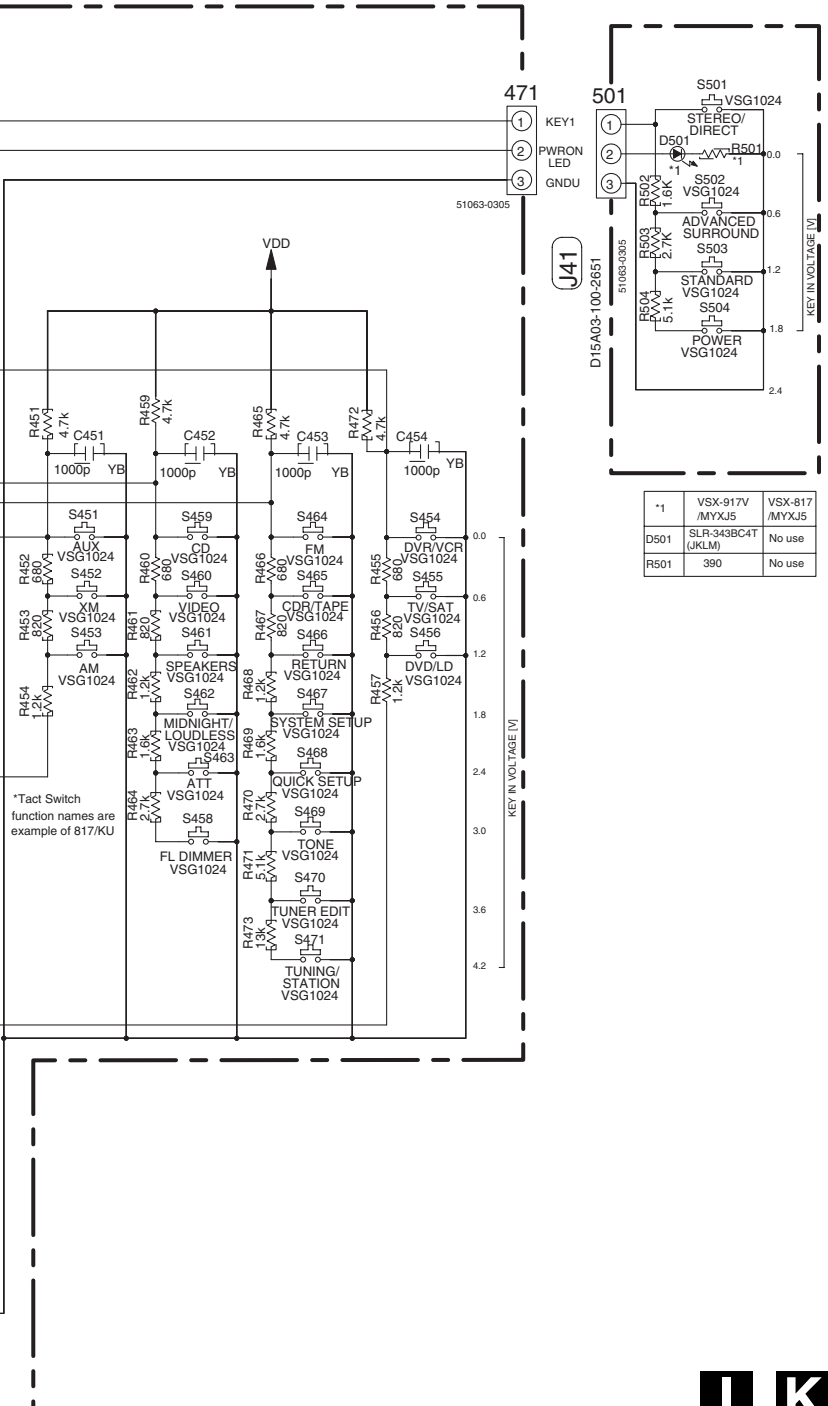 471
501
1
KEY1
2
PWRON
LED
3
GNDU
51063-0305
1
2
3
S501
VSG1024
STEREO/
DIRECT
D501
*1
R501
*1
0.0
R502
1.6K
S502
VSG1024
ADVANCED
SURROUND
0.6
R503
2.7K
S503
STANDARD
VSG1024
1.2
R504
5.1k
S504
POWER
VSG1024
1.8
2.4
KEY IN VOLTAGE [V]
51063-0305
J41
D15A03-100-2651
*1
VSX-917V
/MYXJ5
VSX-817
/MYXJ5
D501
SLR-343BC4T
(JKLM)
No use
R501
390
No use
VDD
R451
4.7k
C451
1000p
YB
R459
4.7k
C452
1000p
YB
R465
4.7k
C453
1000p
YB
R472
4.7k
C454
1000p
YB
S451
AUX
VSG1024
R452
680
S452
XM
VSG1024
R453
820
S453
AM
VSG1024
R454
1.2k
S459
CD
VSG1024
R460
680
S460
VIDEO
VSG1024
R461
820
S461
SPEAKERS
VSG1024
R462
1.2k
S462
MIDNIGHT/
LOUDLESS
VSG1024
R463
1.6k
S463
ATT
VSG1024
R464
2.7k
S458
FL DIMMER
VSG1024
S464
FM
VSG1024
R466
680
S465
CDR/TAPE
VSG1024
R467
820
S466
RETURN
VSG1024
R468
1.2k
S467
SYSTEM SETUP
VSG1024
R469
1.6k
S468
QUICK SETUP
VSG1024
R470
2.7k
S469
TONE
VSG1024
R471
5.1k
S470
TUNER EDIT
VSG1024
R473
13k
S471
TUNING/
STATION
VSG1024
S454
DVR/VCR
VSG1024
R455
680
S455
TV/SAT
VSG1024
R456
820
S456
DVD/LD
VSG1024
R457
1.2k
0.0
0.6
1.2
1.8
2.4
3.0
3.6
4.2
KEY IN VOLTAGE [V]
*Tact Switch
function names are
example of 817/KU
K